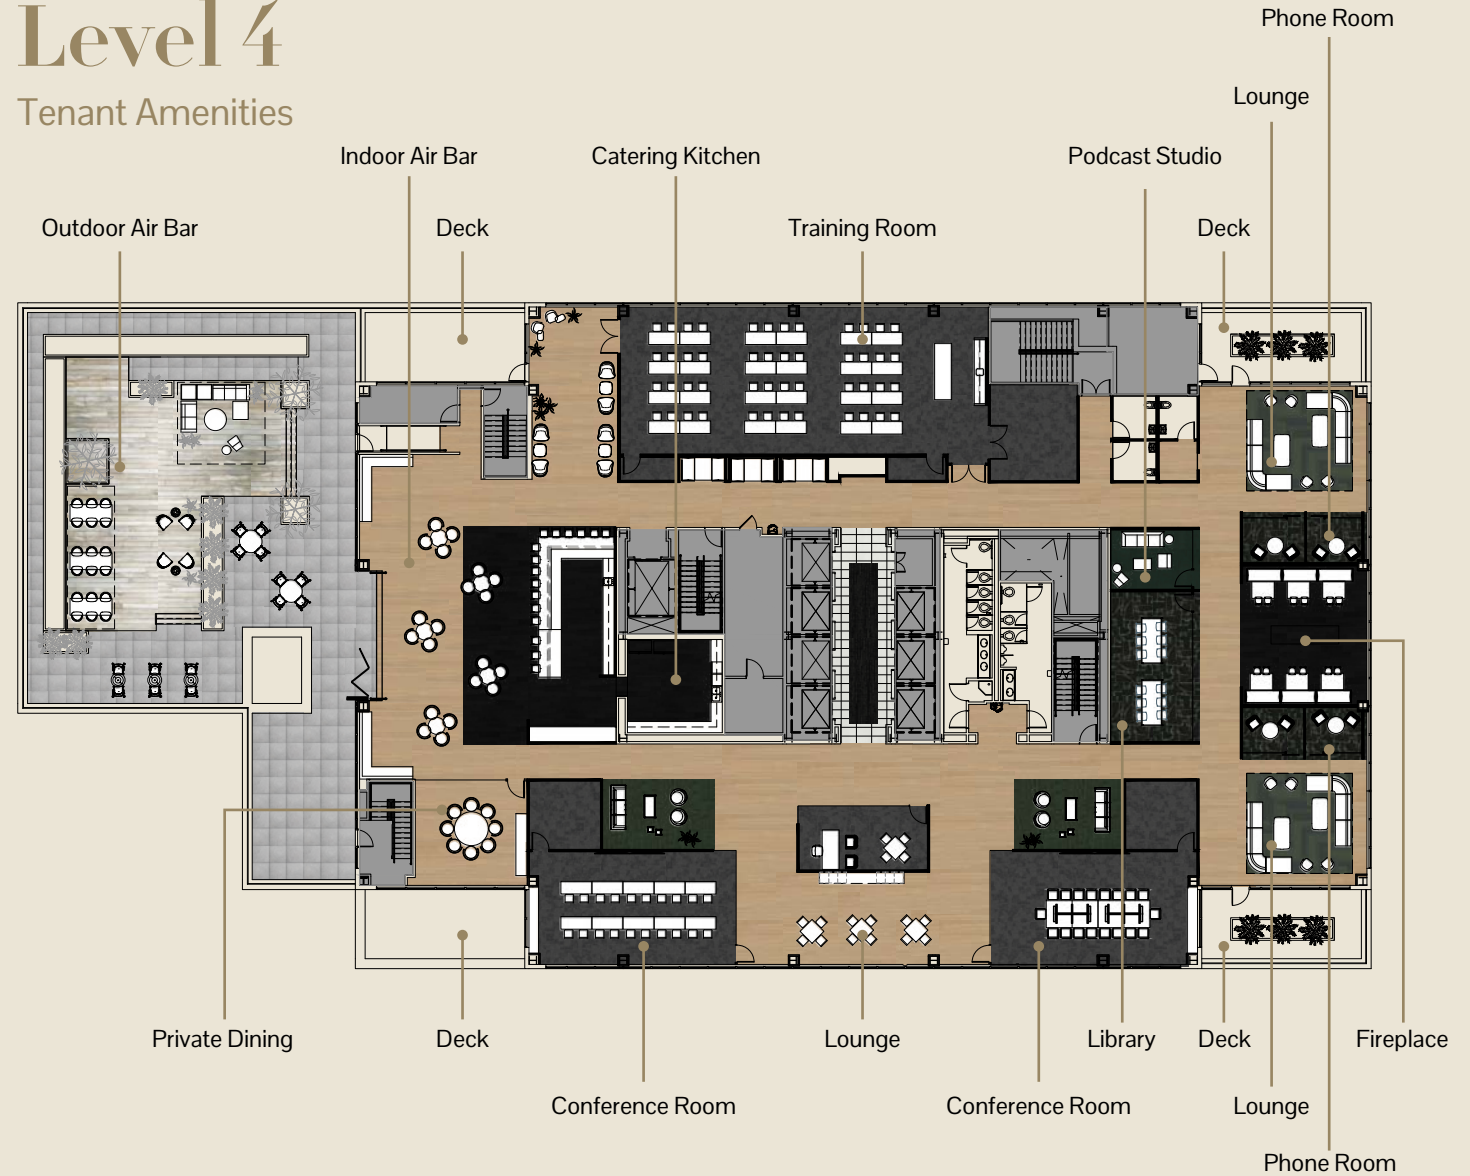 Level 4
Tenant Amenities
Phone Room
Lounge
Indoor Air Bar
Catering Kitchen
Podcast Studio
Outdoor Air Bar
Deck
Training Room
Deck
Private Dining
Deck
Lounge
Library
Deck
Fireplace
Conference Room
Conference Room
Lounge
Phone Room